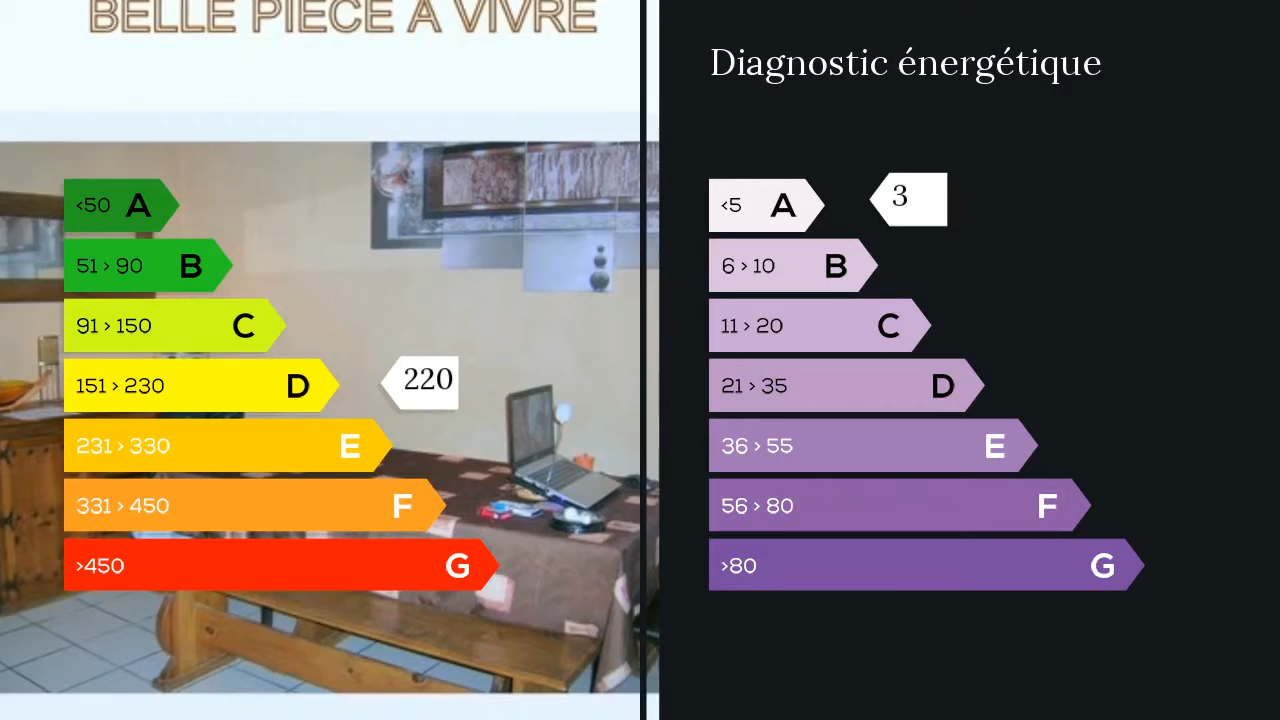 BELLE PIECE A VIVRE
<50 A
51 > 90 B
91 > 150 C
151 > 230 D
220
231 > 330 E
331 > 450 F
>450 G
Diagnostic énergétique
<5 A
3
6 > 10 B
11 > 20 C
21 > 35 D
36 > 55 E
56 > 80 F
>80 G